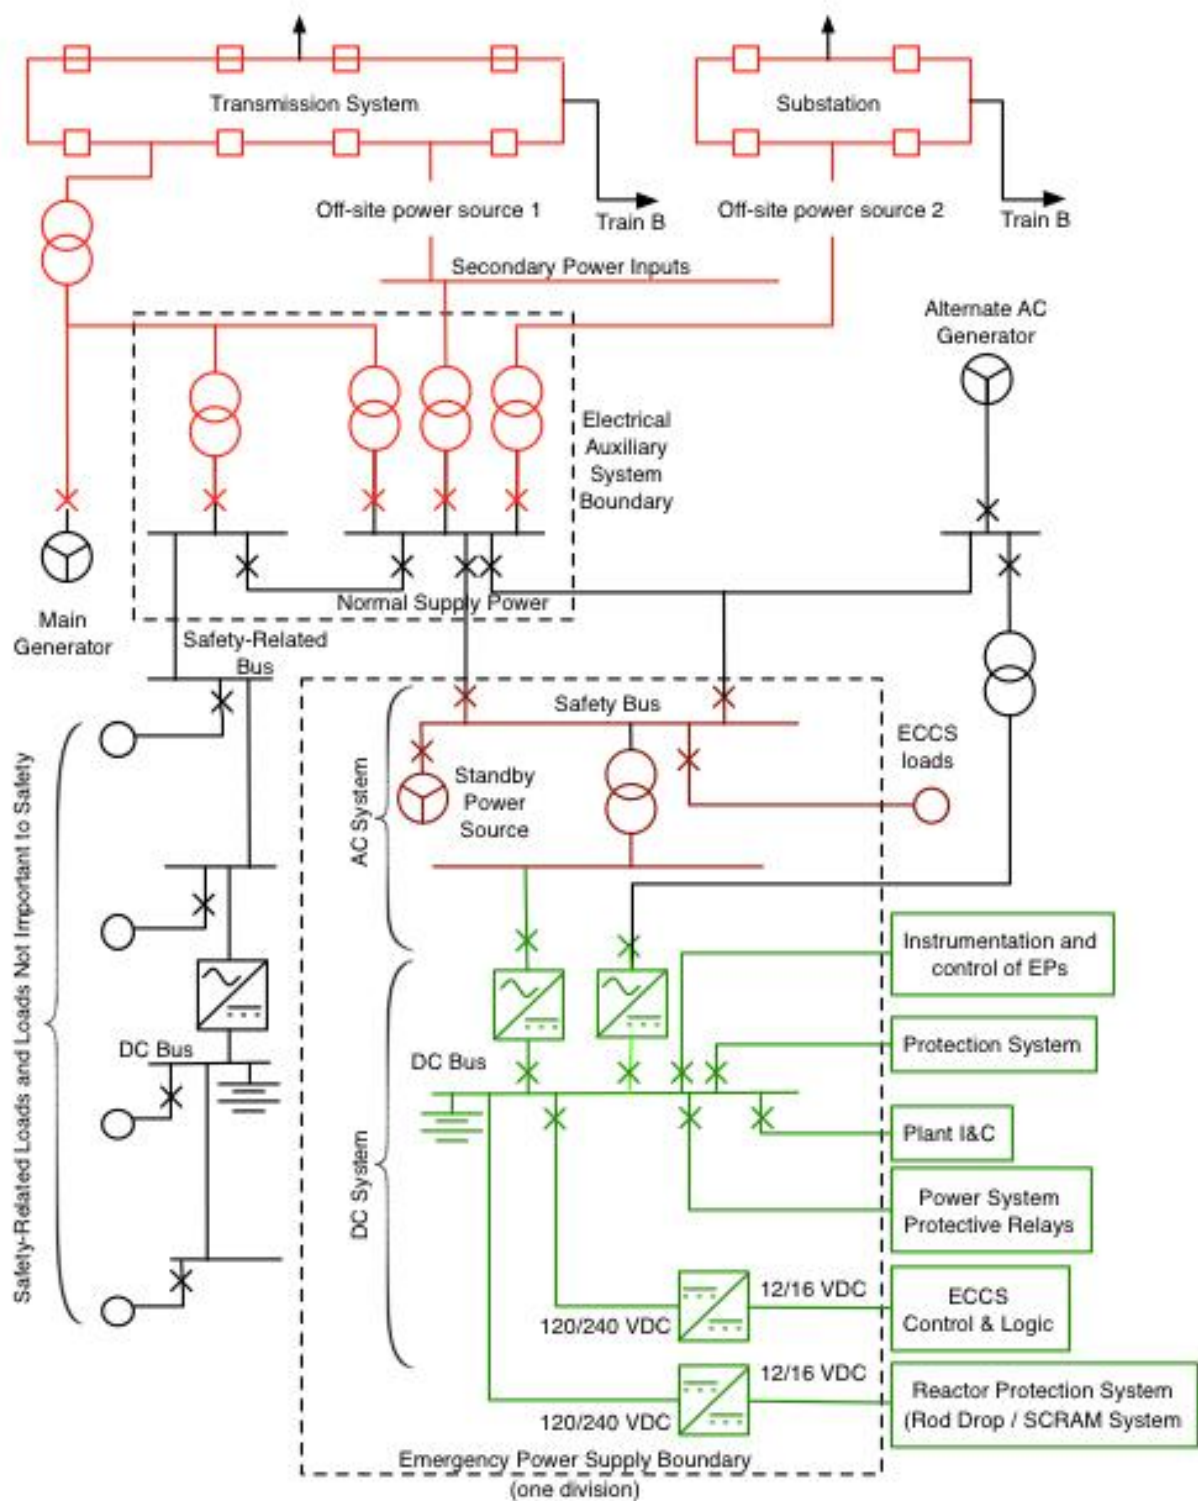 Transmission System
Substation
Off-site power source 1
Train B
Off-site power source 2
Train B
Secondary Power Inputs
Alternate AC
Generator
Electrical
Auxiliary
System
Boundary
Main
Generator
Normal Supply Power
Safety-Related
Bus
Safety Bus
Standby
Power
Source
ECCS
loads
AC System
Safety-Related Loads and Loads Not Important to Safety
DC Bus
DC Bus
DC System
Instrumentation and
control of EPs
Protection System
Plant I&C
Power System
Protective Relays
12/16 VDC
120/240 VDC
ECCS
Control & Logic
12/16 VDC
120/240 VDC
Reactor Protection System
(Rod Drop / SCRAM System
Emergency Power Supply Boundary
(one division)